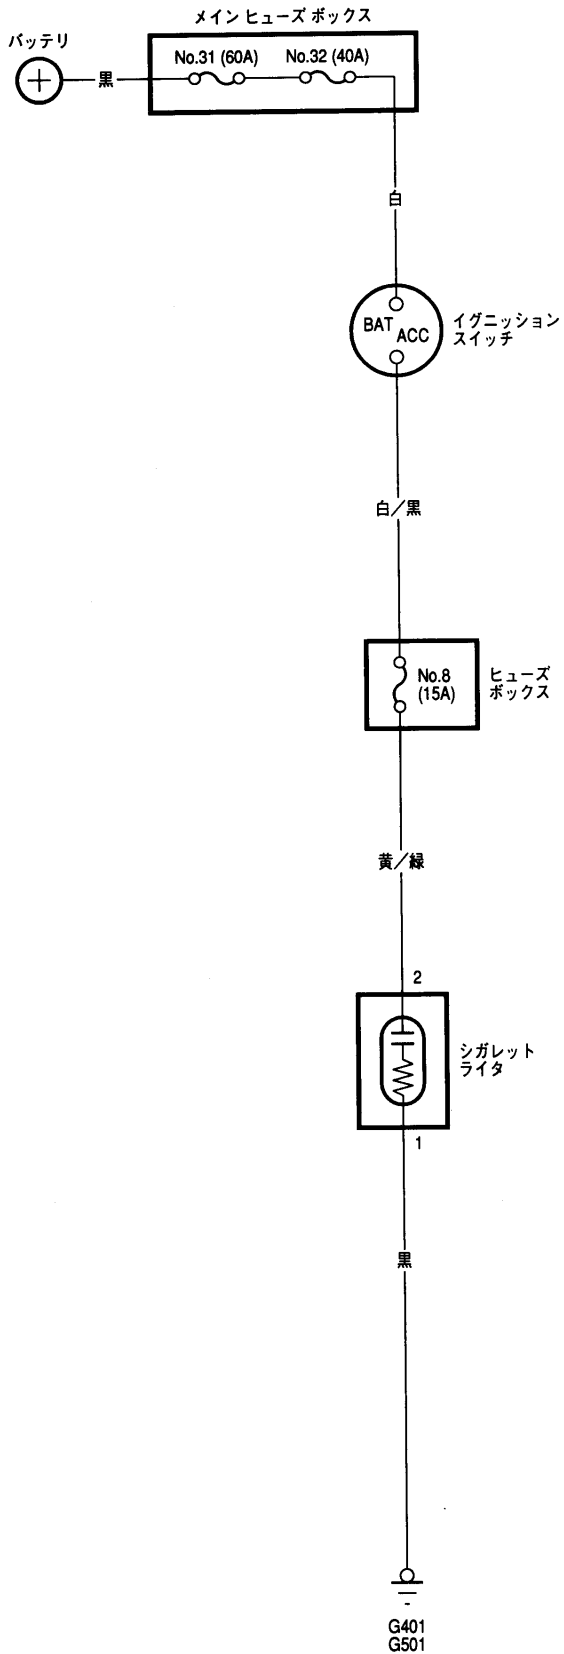 メイン ヒューズ ボックス
バッテリ
No.31 (60A)
No.32 (40A)
黒
白
BAT
ACC
イグニッション
スイッチ
白／黒
No.8
(15A)
ヒューズ
ボックス
黄／緑
2
シガレット
ライタ
1
黒
G401
G501